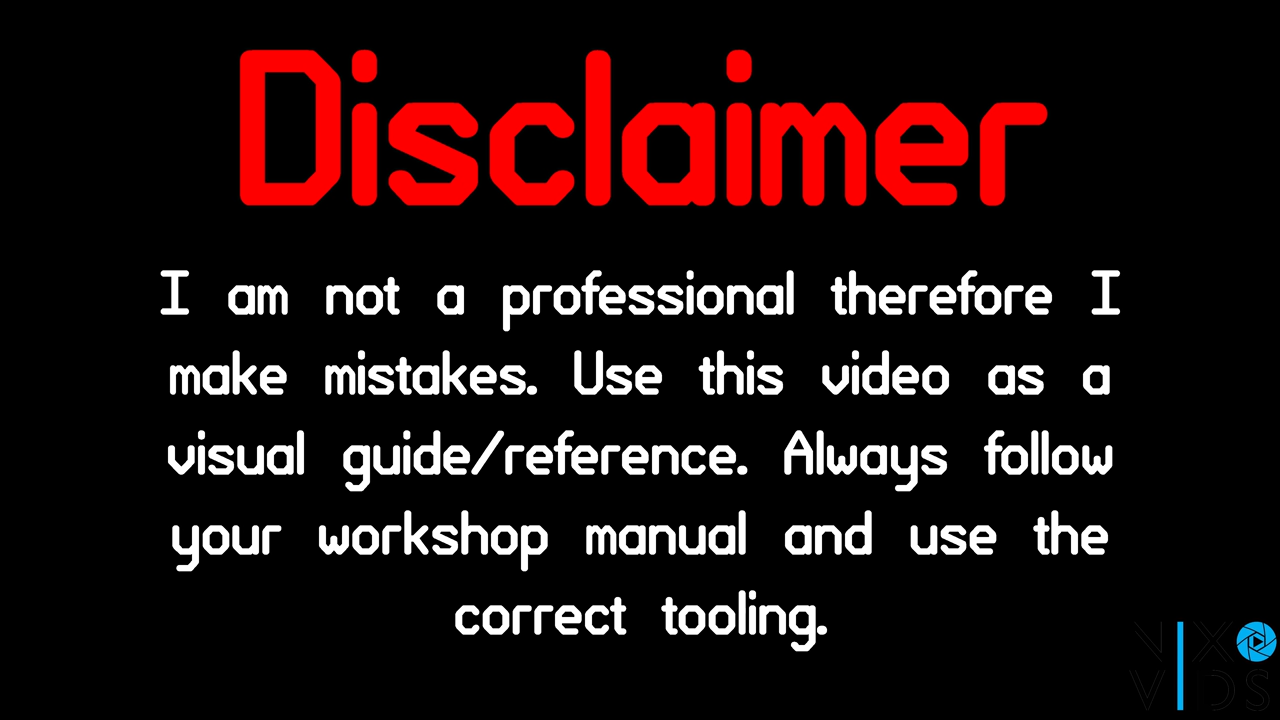 Disclaimer
I am not a professional therefore I
make mistakes. Use this video as a
visual guide/reference. Always follow
your workshop manual and use the
correct tooling.
NIXO
VIDS